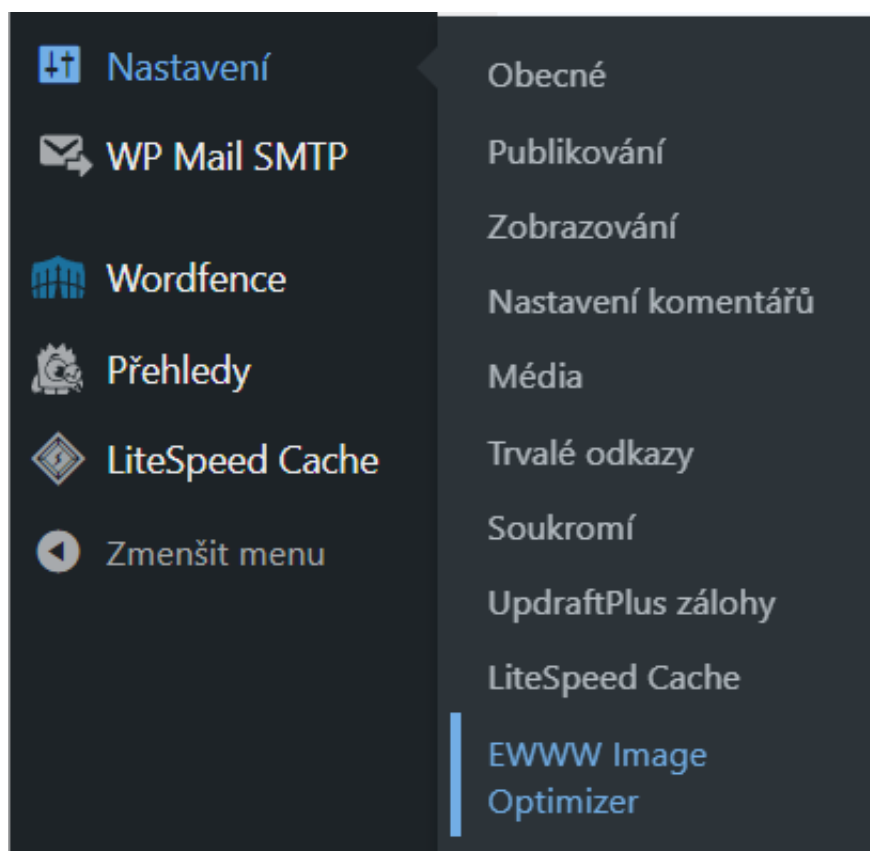 Nastavení
WP Mail SMTP
Wordfence
Přehledy
LiteSpeed Cache
Zmenšit menu
Obecné
Publikování
Zobrazování
Nastavení komentářů
Média
Trvalé odkazy
Soukromí
UpdraftPlus zálohy
LiteSpeed Cache
EWWW Image
Optimizer